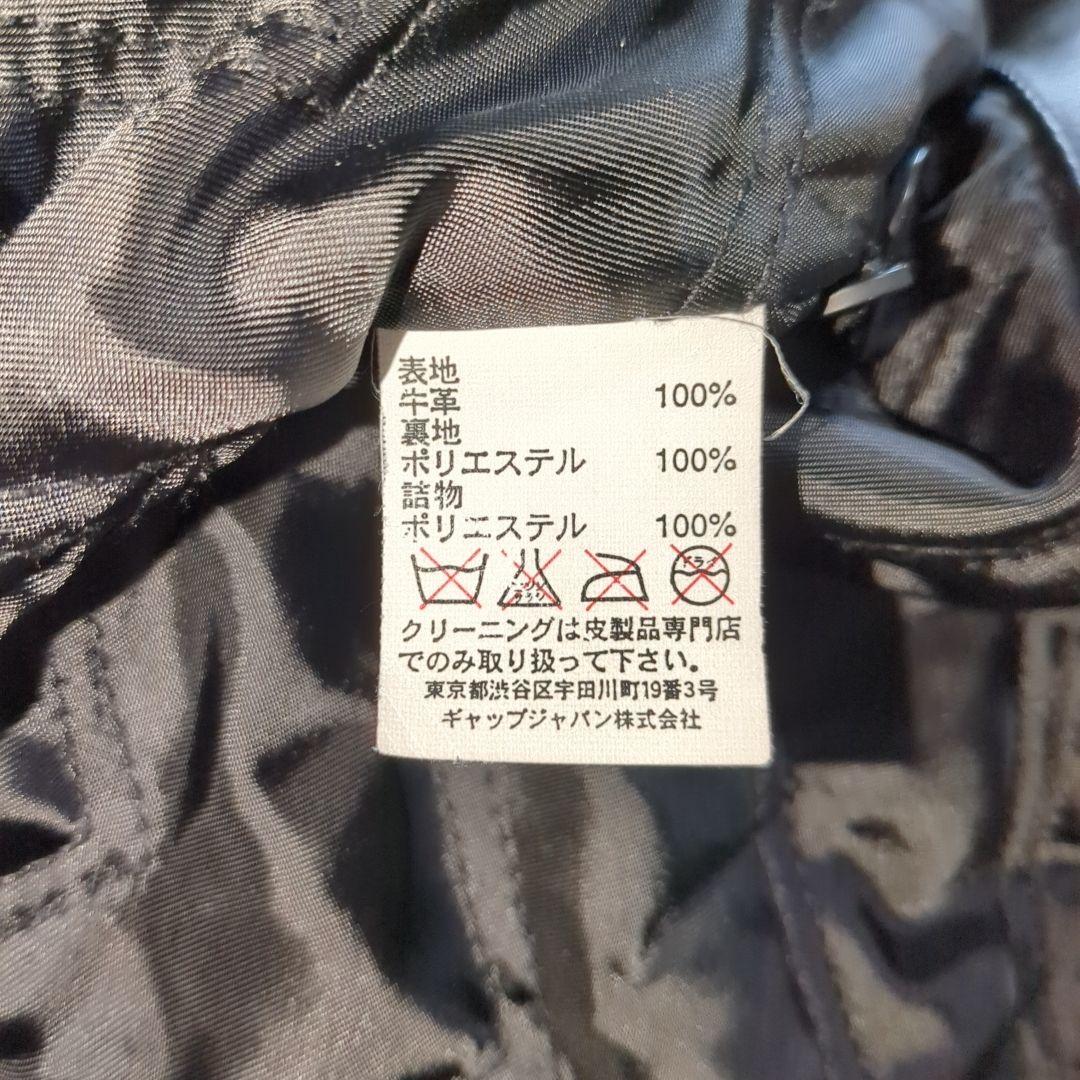 表地
牛革 100%
裏地
ポリエステル 100%
詰物
ポリエステル 100%
ドライ
クリーニングは皮製品専門店
でのみ取り扱って下さい。
東京都渋谷区宇田川町19番3号
ギャップジャパン株式会社